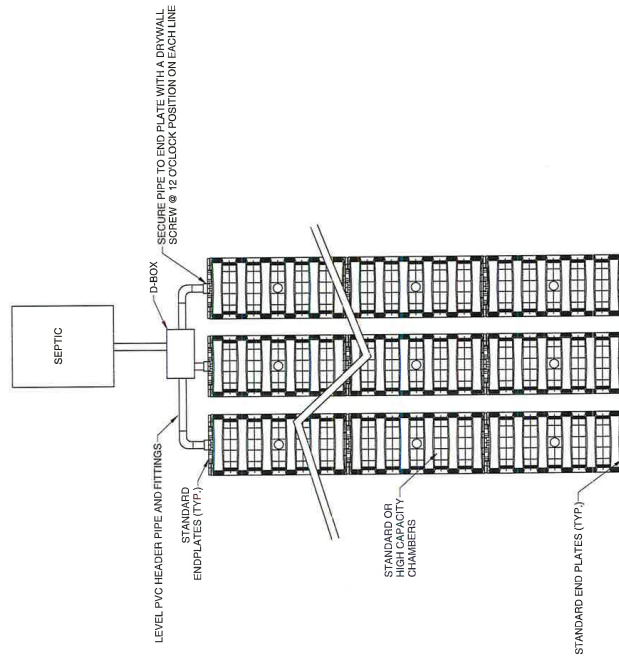 SEPTIC
D-BOX
SECURE PIPE TO END PLATE WITH A DRYWALL
SCREW @ 12 O'CLOCK POSITION ON EACH LINE
LEVEL PVC HEADER PIPE AND FITTINGS
STANDARD
ENDPLATES (TYP.)
STANDARD OR
HIGH CAPACITY
CHAMBERS
STANDARD END PLATES (TYP.)